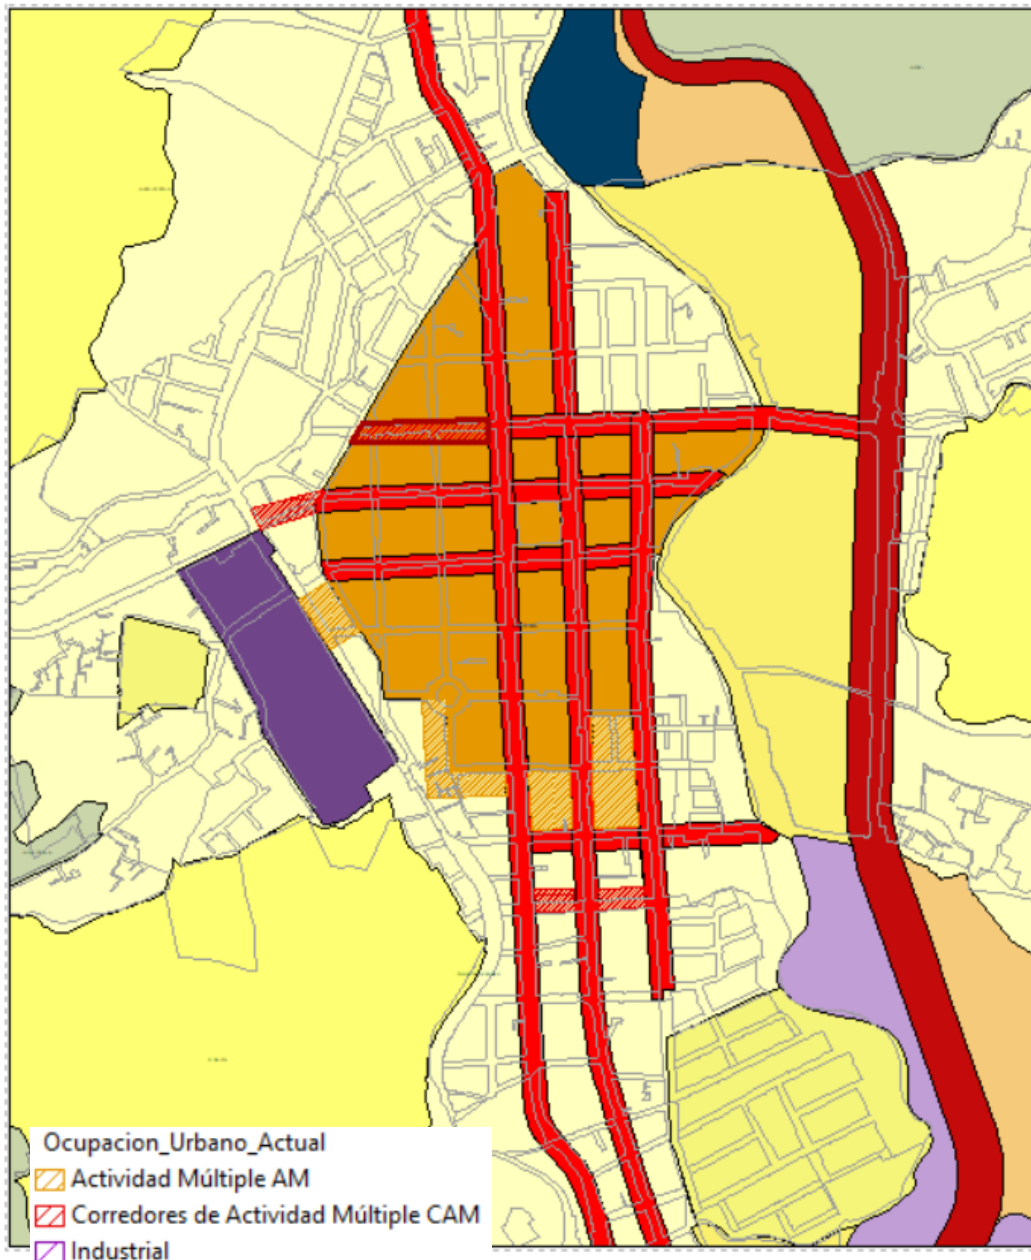 Ocupacion_Urbano_Actual
Actividad Múltiple AM
Corredores de Actividad Múltiple CAM
Industrial